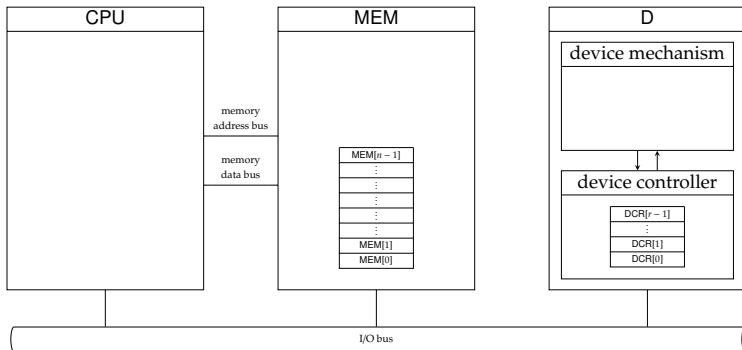 CPU
MEM
D
device mechanism
memory
address bus
memory
data bus
MEM[n − 1]
⋮
⋮
⋮
⋮
⋮
MEM[1]
MEM[0]
device controller
DCR[r − 1]
⋮
DCR[1]
DCR[0]
I/O bus